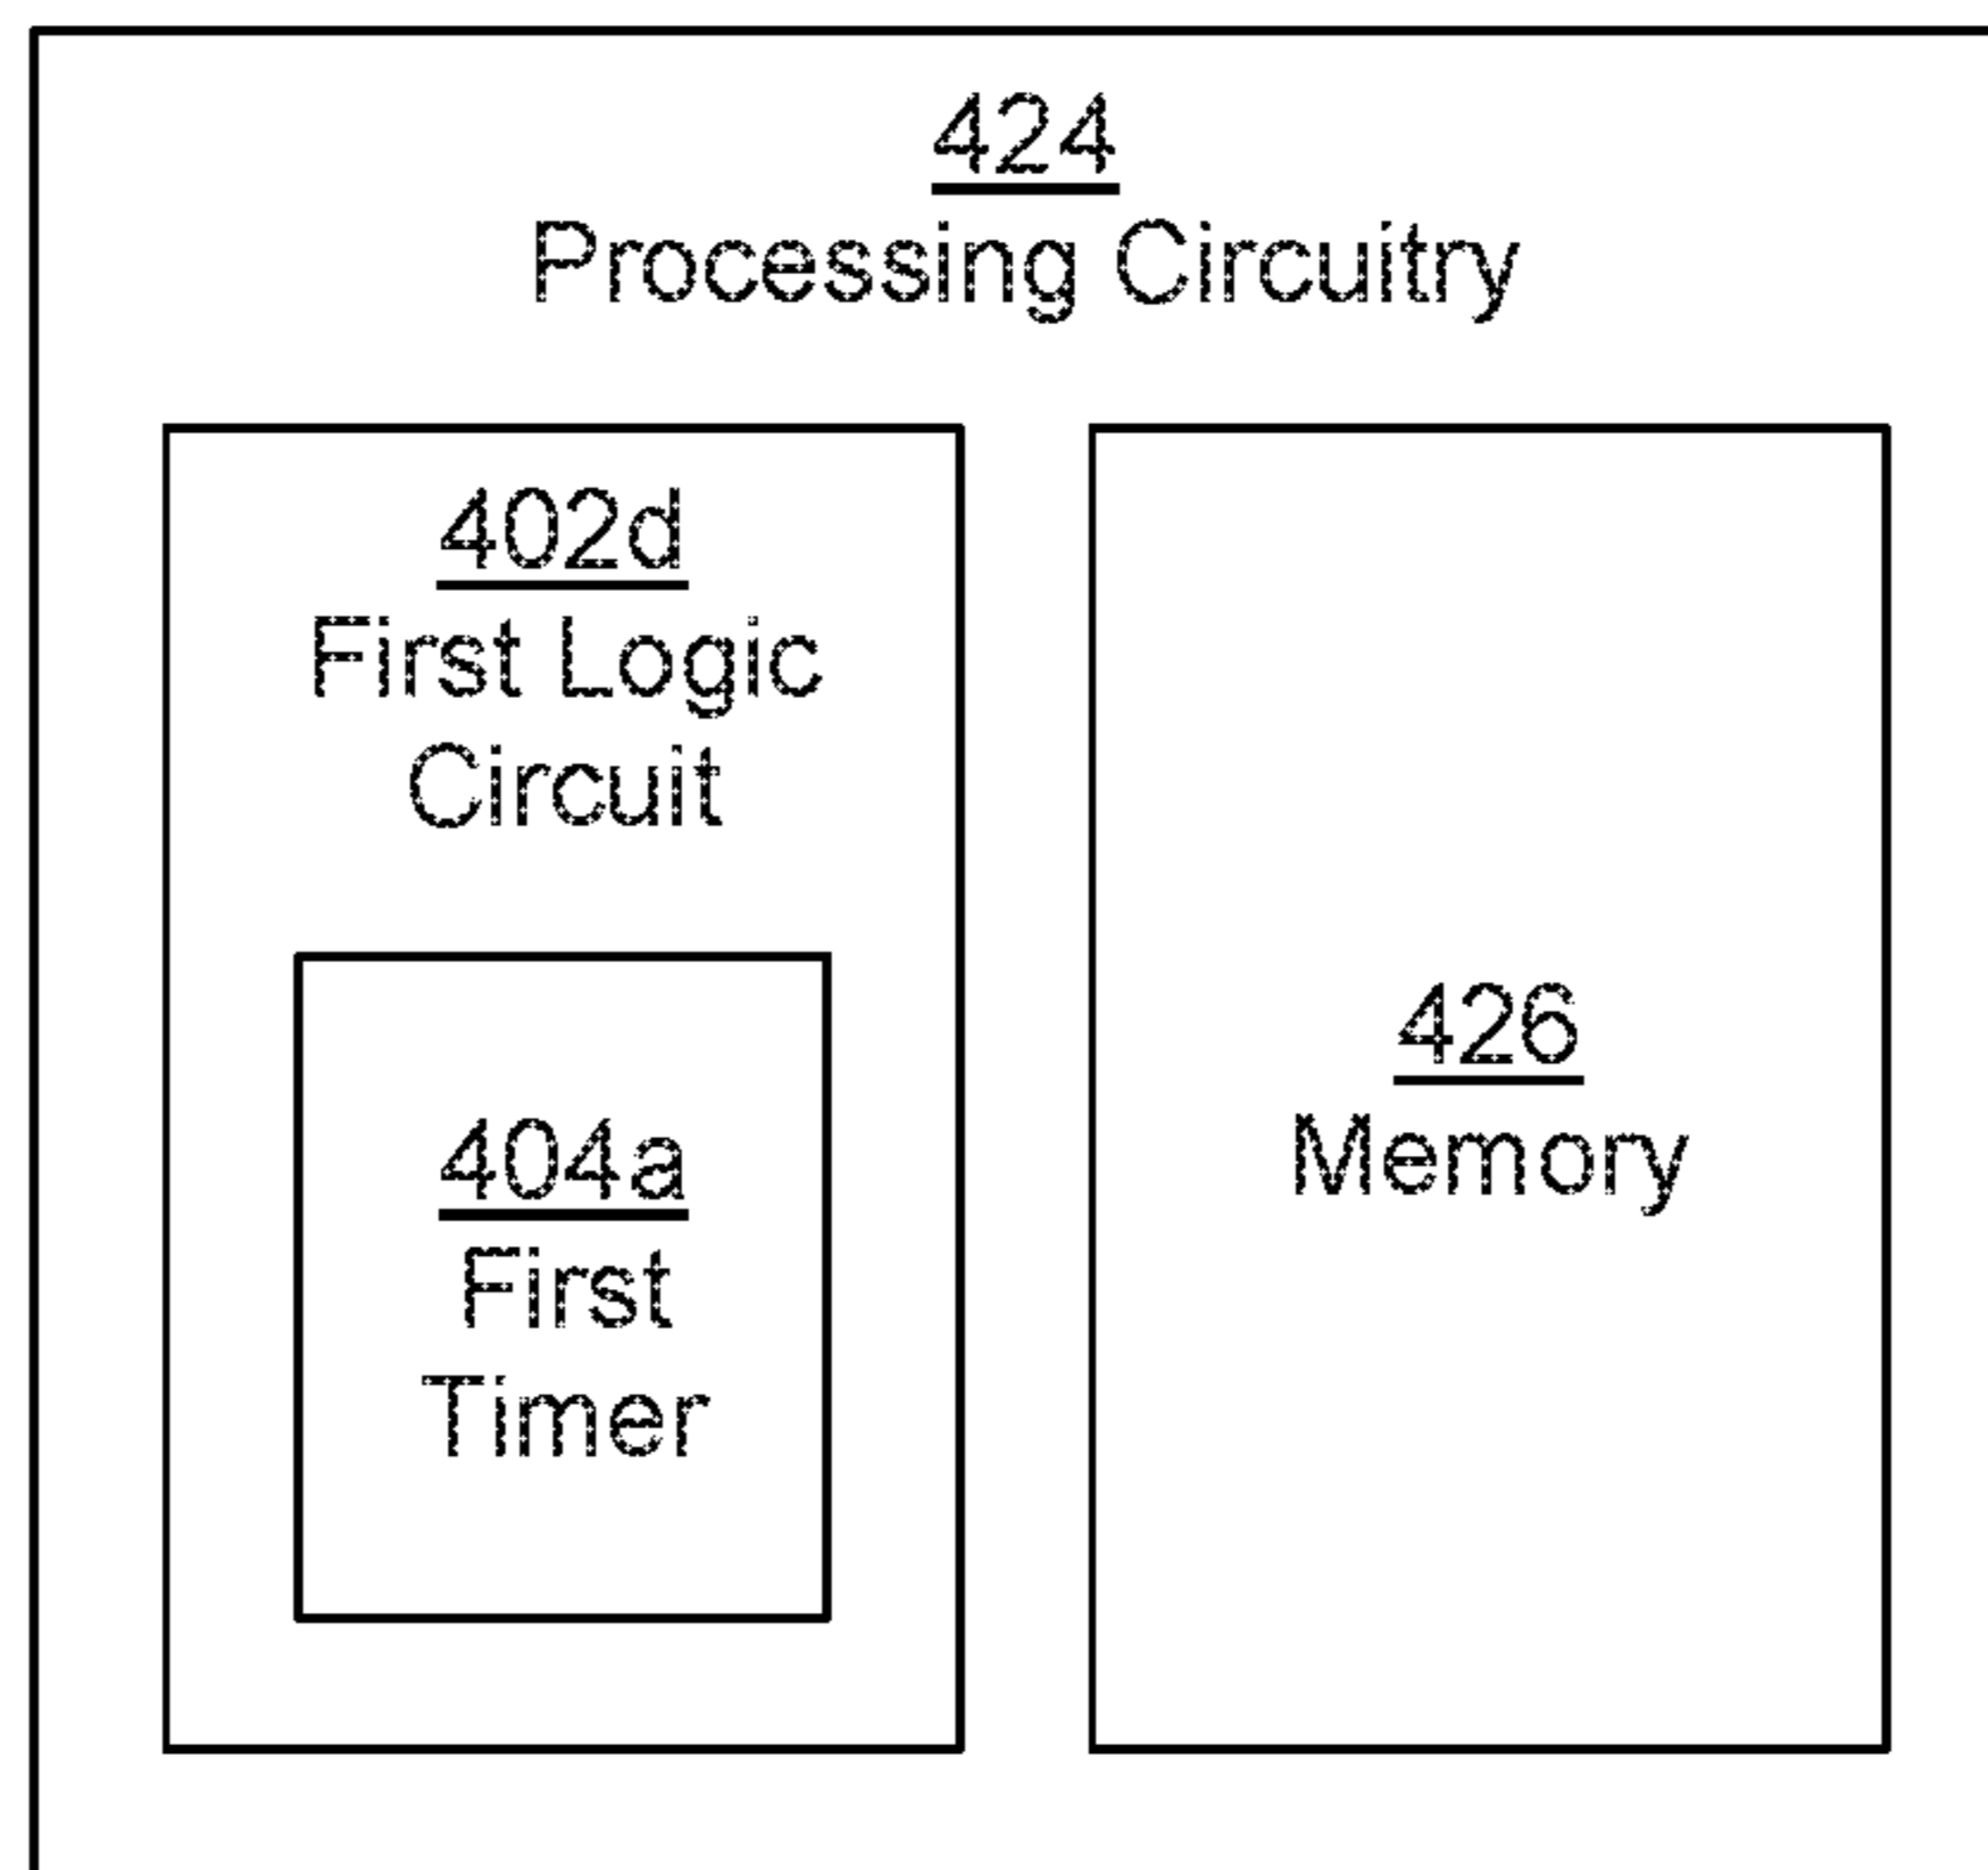 424
Processing Circuitry
402d
First Logic
Circuit
404a
First
Timer
426
Memory